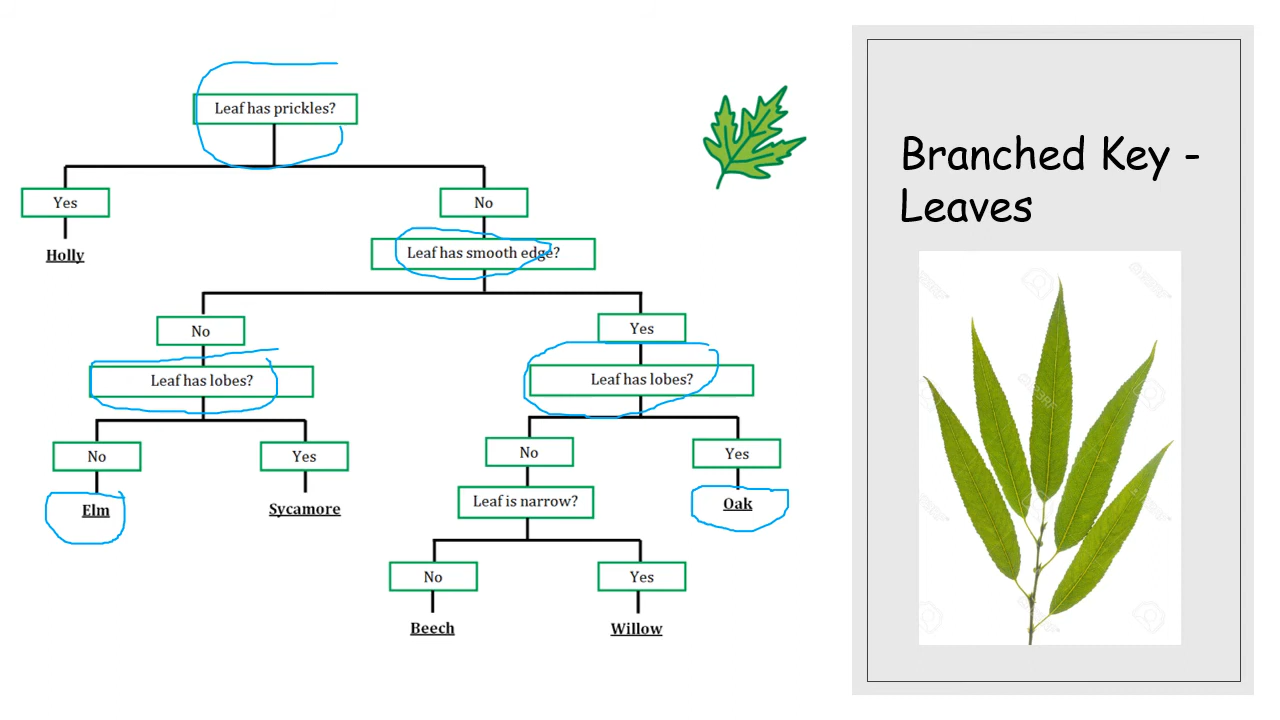 Leaf has prickles?
Yes
No
Holly
Leaf has smooth edge?
No
Yes
Leaf has lobes?
Leaf has lobes?
No
Yes
No
Yes
Elm
Sycamore
Leaf is narrow?
Oak
No
Yes
Beech
Willow
Branched Key -
Leaves